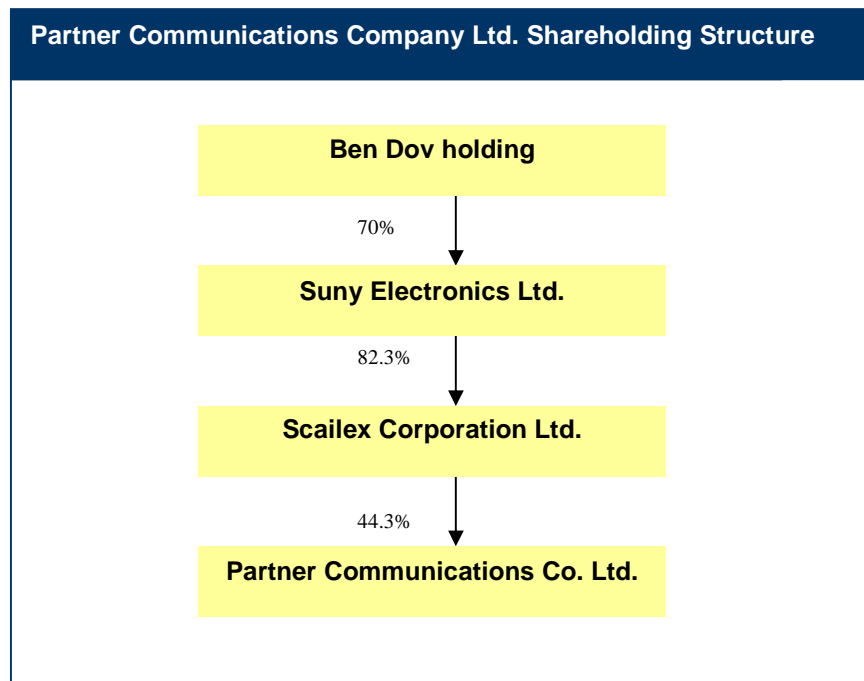 Partner Communications Company Ltd. Shareholding Structure
Ben Dov holding
70%
Suny Electronics Ltd.
82.3%
Scailex Corporation Ltd.
44.3%
Partner Communications Co. Ltd.